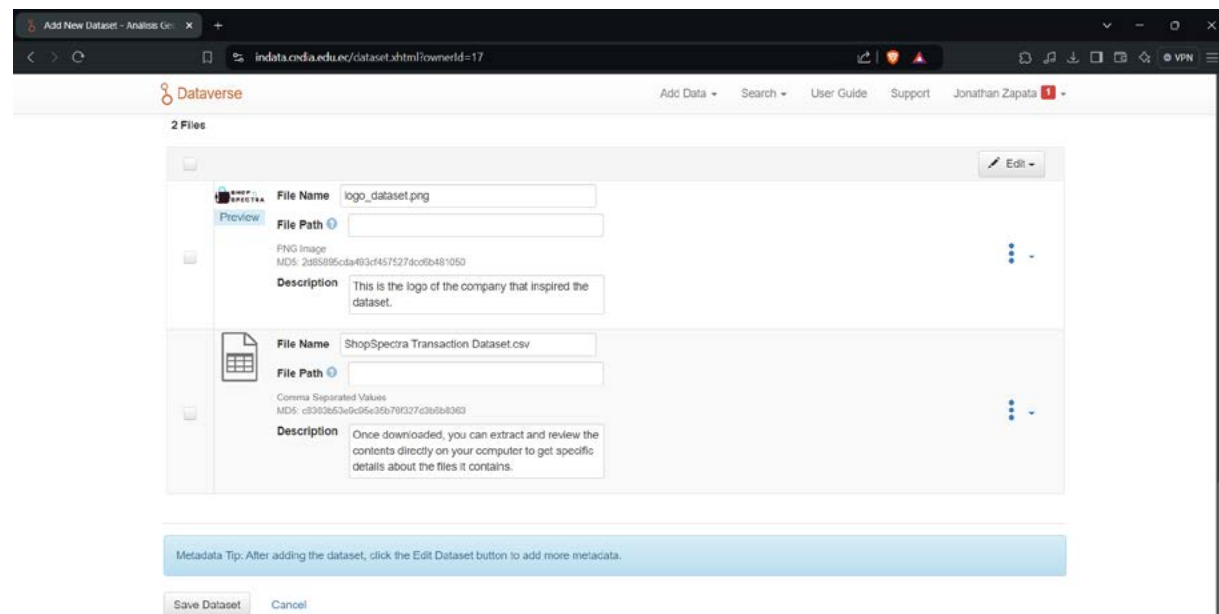 Add New Dataset - Análisis Ge
indata.cedia.edu.ec/dataset.xhtml?ownerId=17
VPN
Dataverse
Add Data
Search
User Guide
Support
Jonathan Zapata 1
2 Files
Edit
SHOP
SPECTRA
Preview
File Name logo_dataset.png
File Path
PNG Image
MD5:
Description This is the logo of the company that inspired the
dataset.
File Name ShopSpectra Transaction Dataset.csv
File Path
Comma Separated Values
MD5:
Description Once downloaded, you can extract and review the
contents directly on your computer to get specific
details about the files it contains.
Metadata Tip: After adding the dataset, click the Edit Dataset button to add more metadata.
Save Dataset Cancel